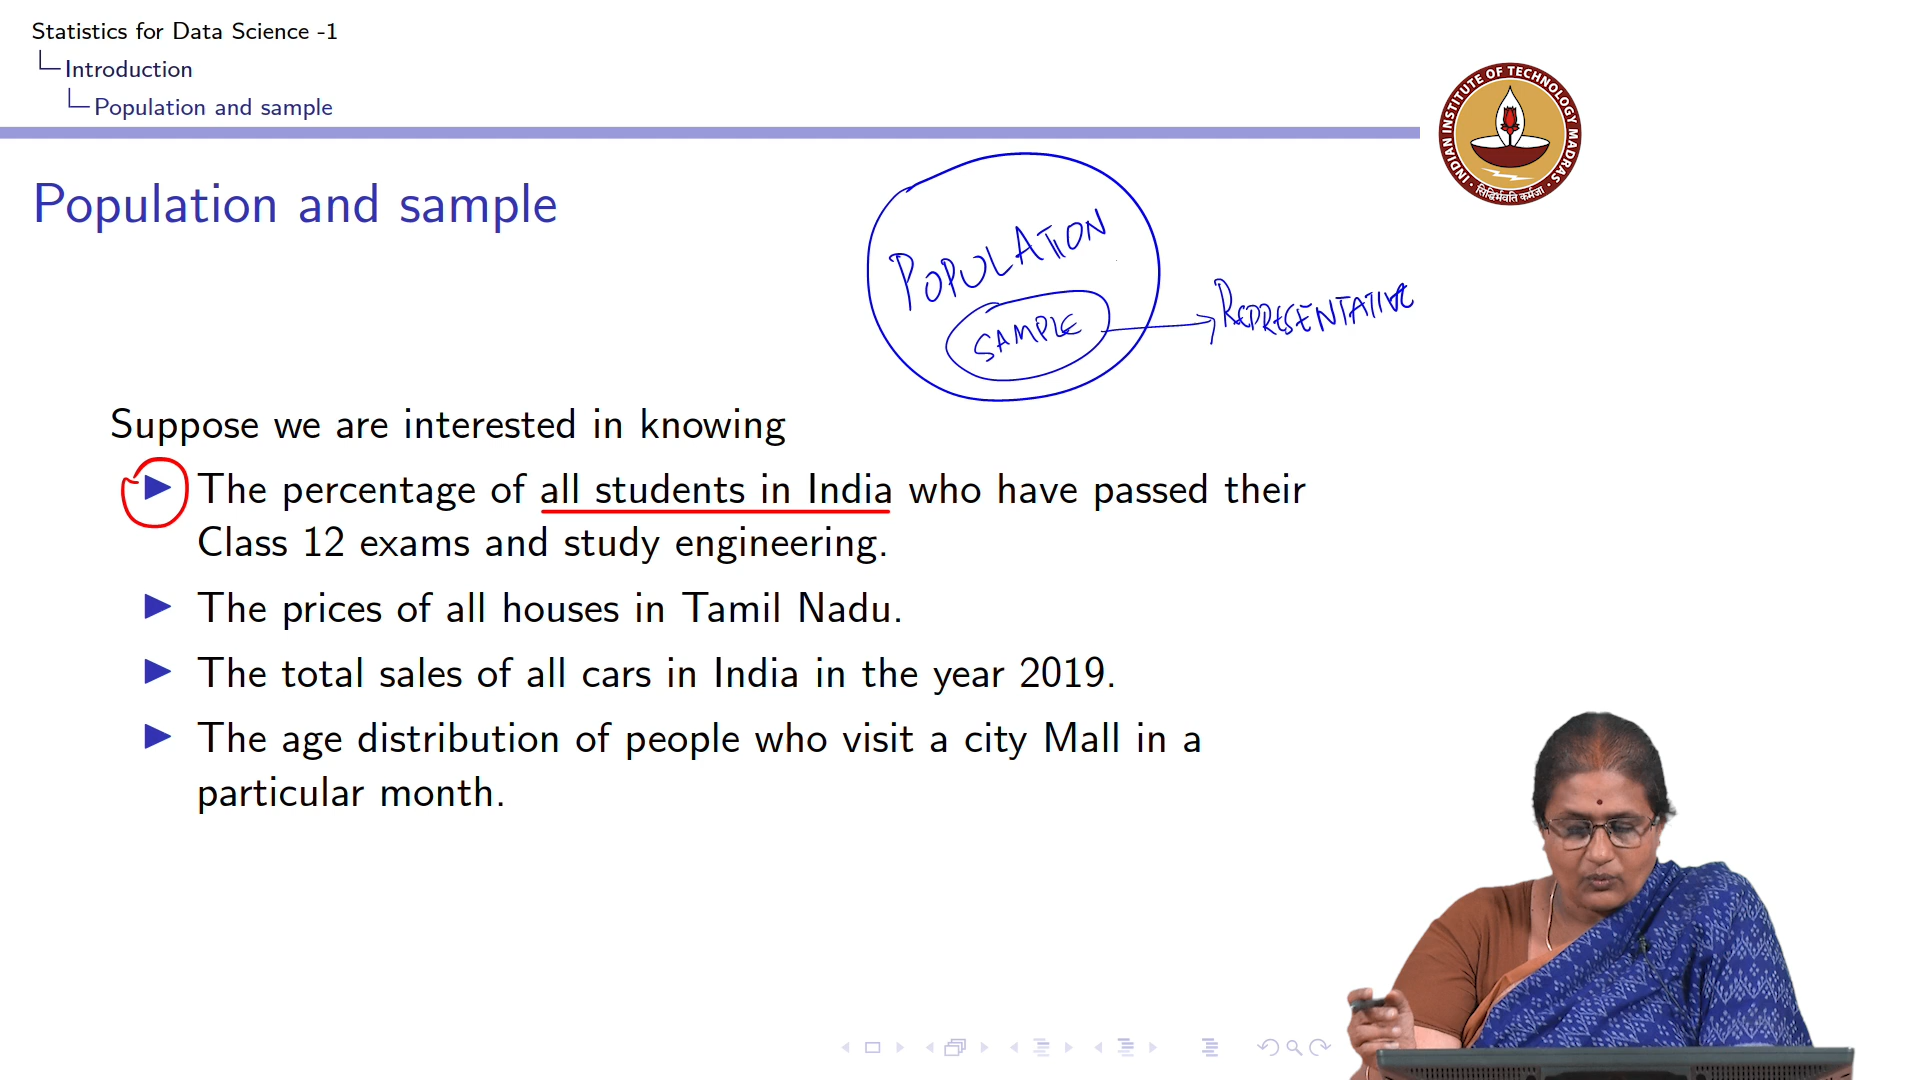 Statistics for Data Science -1
Introduction
Population and sample
INDIAN INSTITUTE OF TECHNOLOGY MADRAS
सिद्धिर्भवति कर्मजा
Population and sample
POPULATION
SAMPLE
REPRESENTATIVE
Suppose we are interested in knowing
The percentage of all students in India who have passed their
Class 12 exams and study engineering.
The prices of all houses in Tamil Nadu.
The total sales of all cars in India in the year 2019.
The age distribution of people who visit a city Mall in a
particular month.